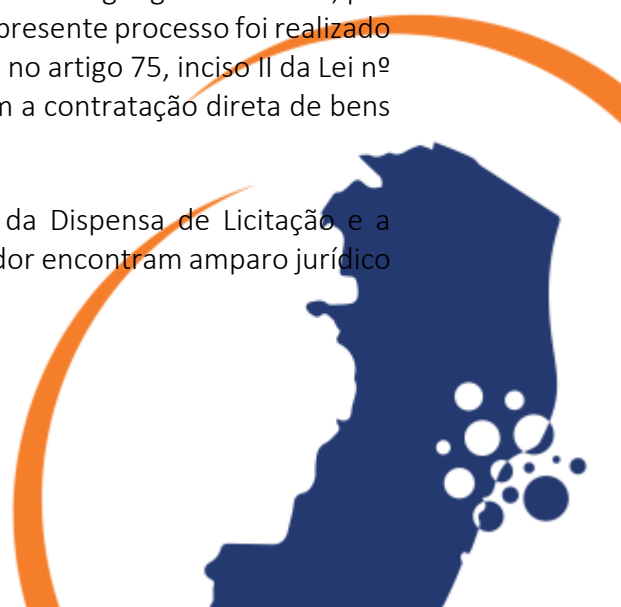 presente processo foi realizado
no artigo 75, inciso II da Lei nº
a contratação direta de bens
da Dispensa de Licitação e a
encontram amparo jurídico